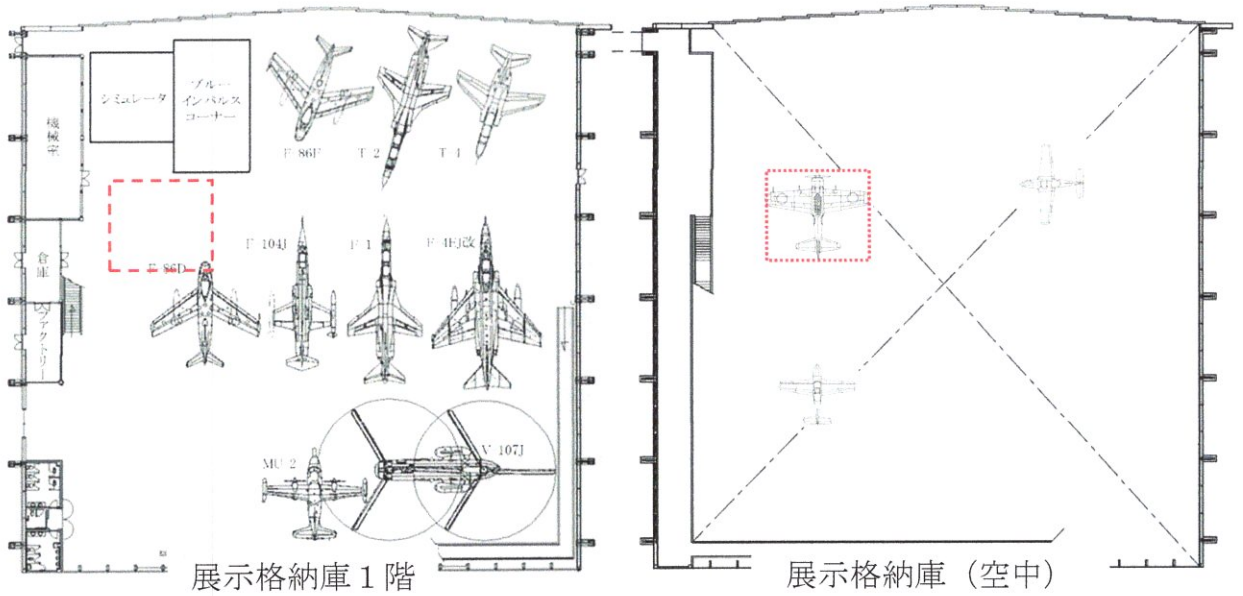 機械室
シミュレータ
ブルー
インパルス
コーナー
F 86F
T 2
T 4
倉庫
F 86D
F 104J
F 1
F 4EJ改
ファクトリー
MU 2
V 107J
展示格納庫1階
展示格納庫（空中）